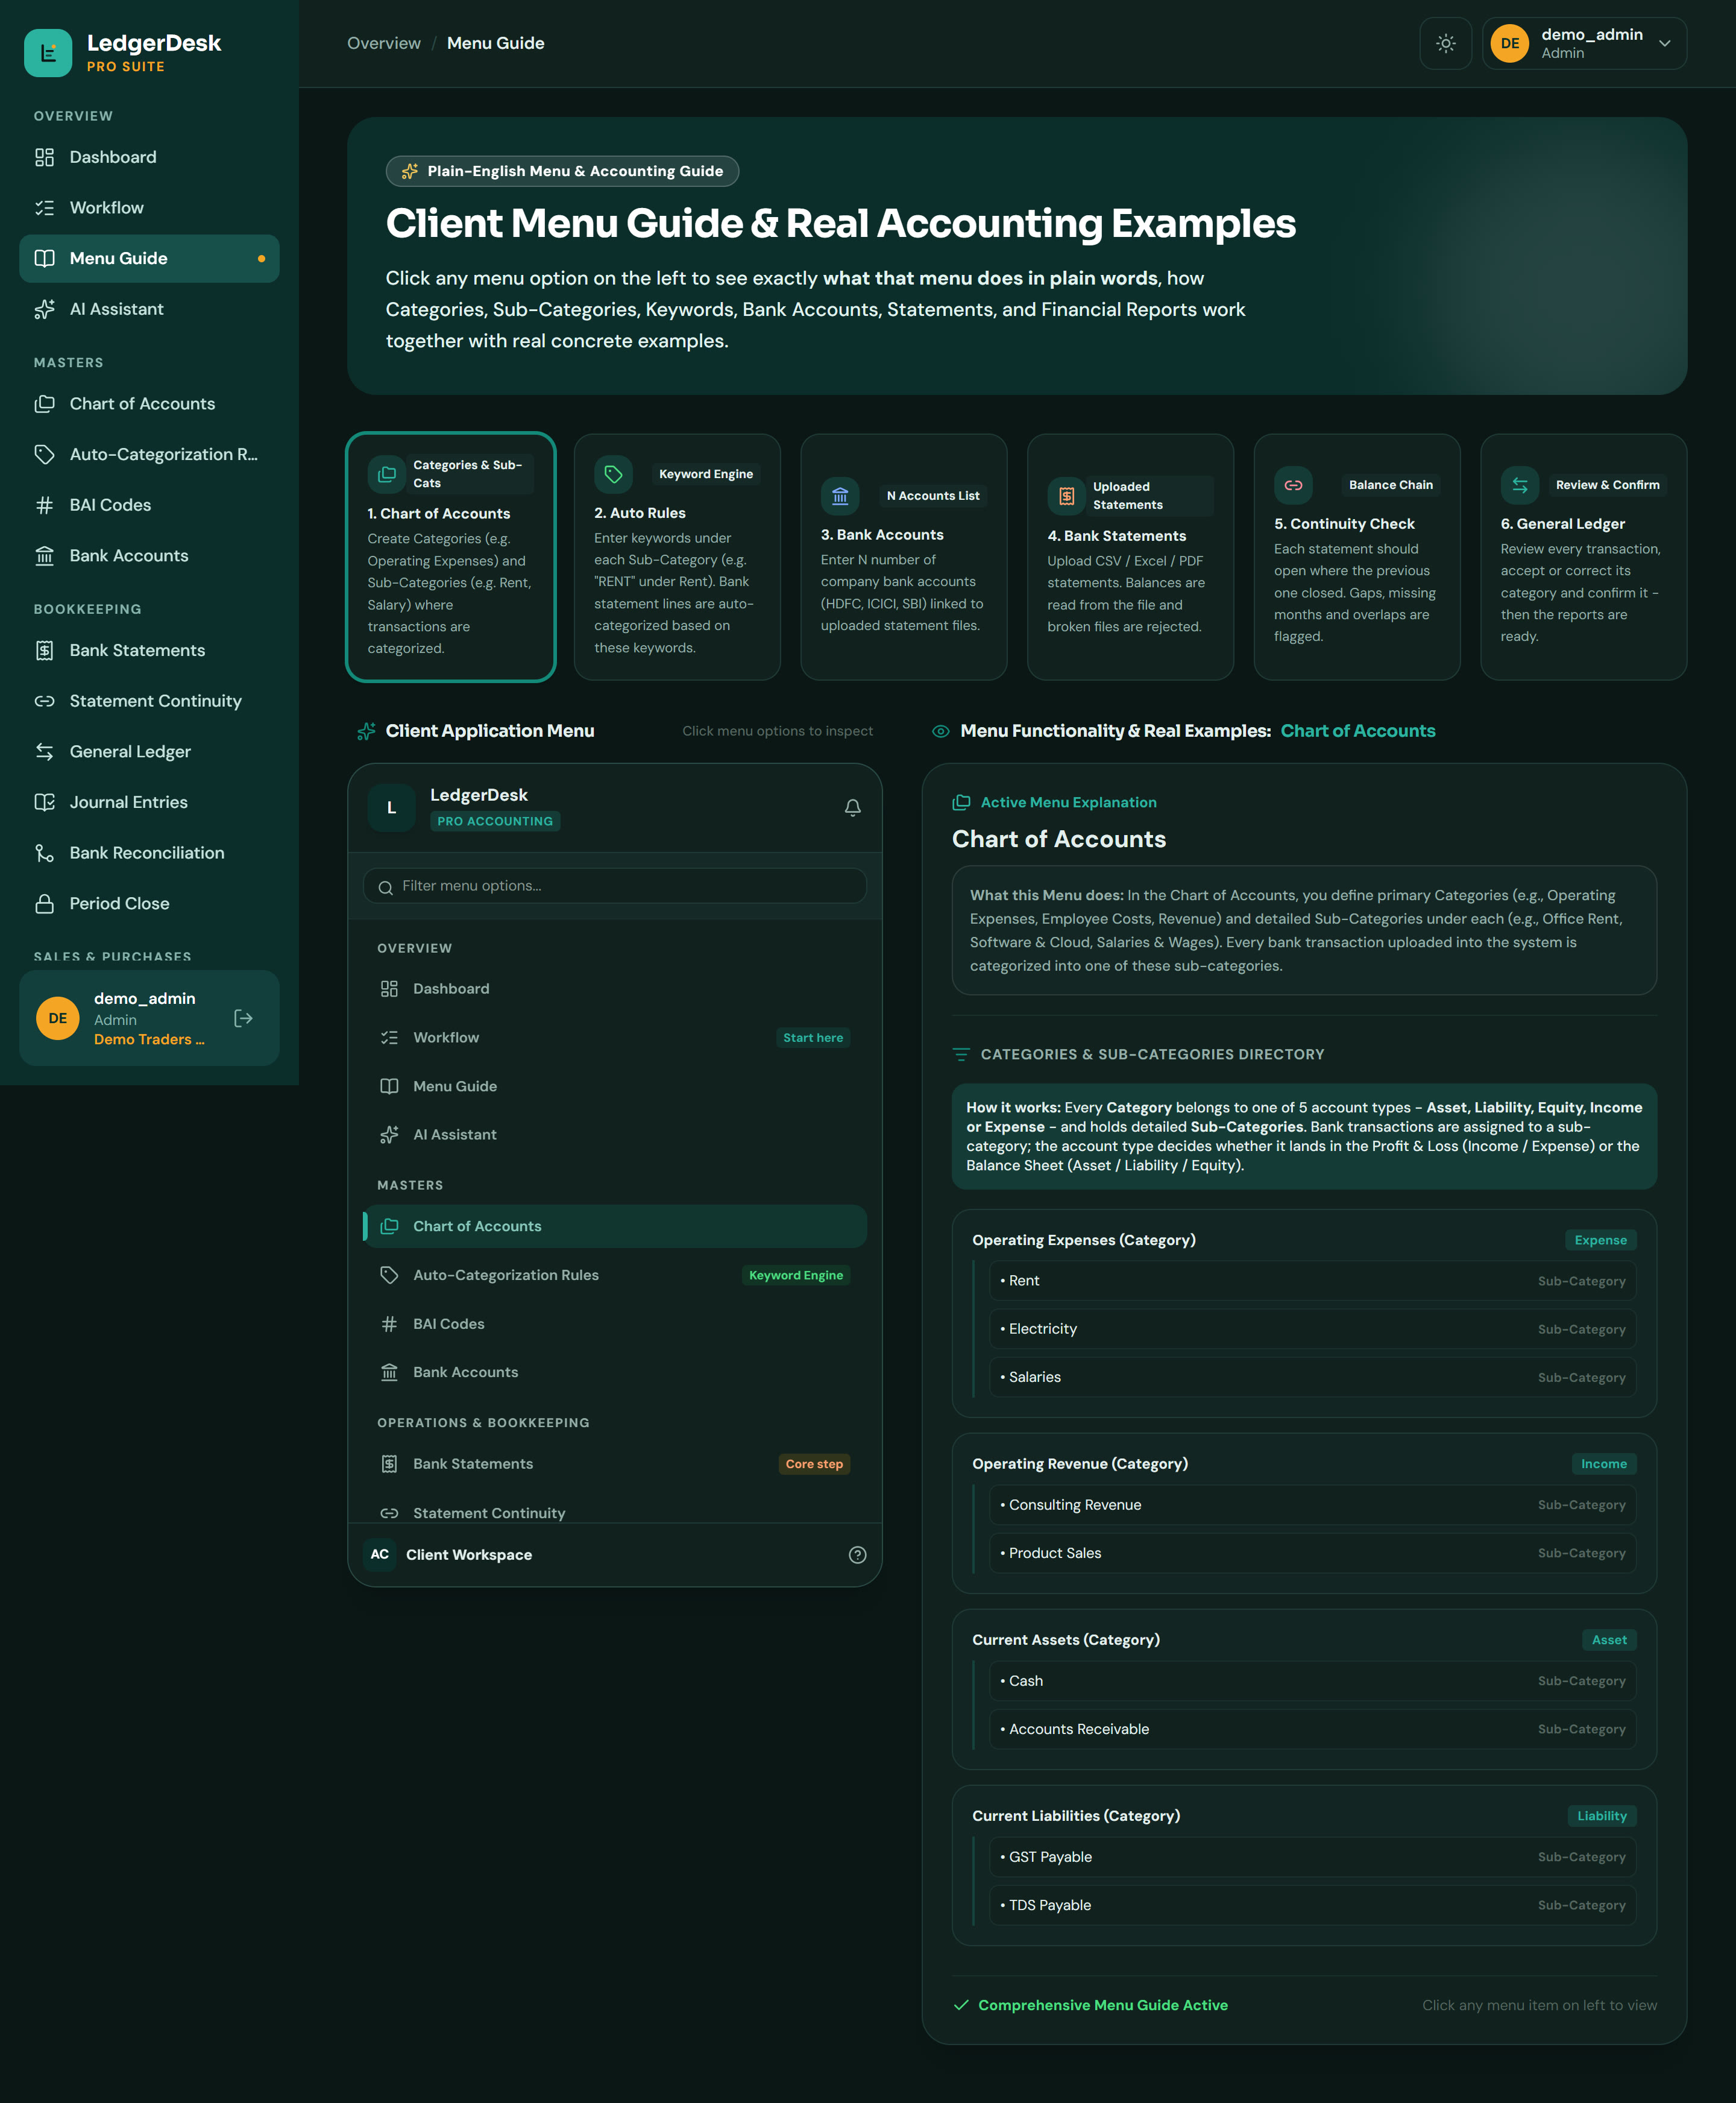 LedgerDesk
PRO SUITE
OVERVIEW
Dashboard
Workflow
Menu Guide
AI Assistant
MASTERS
Chart of Accounts
Auto-Categorization R...
BAI Codes
Bank Accounts
BOOKKEEPING
Bank Statements
Statement Continuity
General Ledger
Journal Entries
Bank Reconciliation
Period Close
SALES & PURCHASES
DE
demo_admin
Admin
Demo Traders ...
Overview / Menu Guide
DE
demo_admin
Admin
Plain-English Menu & Accounting Guide
Client Menu Guide & Real Accounting Examples
Click any menu option on the left to see exactly what that menu does in plain words, how
Categories, Sub-Categories, Keywords, Bank Accounts, Statements, and Financial Reports work
together with real concrete examples.
Categories & Sub-
Cats
1. Chart of Accounts
Create Categories (e.g.
Operating Expenses) and
Sub-Categories (e.g. Rent,
Salary) where
transactions are
categorized.
Keyword Engine
2. Auto Rules
Enter keywords under
each Sub-Category (e.g.
"RENT" under Rent). Bank
statement lines are auto-
categorized based on
these keywords.
N Accounts List
3. Bank Accounts
Enter N number of
company bank accounts
(HDFC, ICICI, SBI) linked to
uploaded statement files.
Uploaded
Statements
4. Bank Statements
Upload CSV / Excel / PDF
statements. Balances are
read from the file and
broken files are rejected.
Balance Chain
5. Continuity Check
Each statement should
open where the previous
one closed. Gaps, missing
months and overlaps are
flagged.
Review & Confirm
6. General Ledger
Review every transaction,
accept or correct its
category and confirm it -
then the reports are
ready.
Client Application Menu
Click menu options to inspect
L
LedgerDesk
PRO ACCOUNTING
Filter menu options...
OVERVIEW
Dashboard
Workflow
Start here
Menu Guide
AI Assistant
MASTERS
Chart of Accounts
Auto-Categorization Rules
Keyword Engine
BAI Codes
Bank Accounts
OPERATIONS & BOOKKEEPING
Bank Statements
Core step
Statement Continuity
AC
Client Workspace
Menu Functionality & Real Examples: Chart of Accounts
Active Menu Explanation
Chart of Accounts
What this Menu does: In the Chart of Accounts, you define primary Categories (e.g., Operating
Expenses, Employee Costs, Revenue) and detailed Sub-Categories under each (e.g., Office Rent,
Software & Cloud, Salaries & Wages). Every bank transaction uploaded into the system is
categorized into one of these sub-categories.
CATEGORIES & SUB-CATEGORIES DIRECTORY
How it works: Every Category belongs to one of 5 account types - Asset, Liability, Equity, Income
or Expense - and holds detailed Sub-Categories. Bank transactions are assigned to a sub-
category; the account type decides whether it lands in the Profit & Loss (Income / Expense) or the
Balance Sheet (Asset / Liability / Equity).
Operating Expenses (Category)
Expense
• Rent
Sub-Category
• Electricity
Sub-Category
• Salaries
Sub-Category
Operating Revenue (Category)
Income
• Consulting Revenue
Sub-Category
• Product Sales
Sub-Category
Current Assets (Category)
Asset
• Cash
Sub-Category
• Accounts Receivable
Sub-Category
Current Liabilities (Category)
Liability
• GST Payable
Sub-Category
• TDS Payable
Sub-Category
Comprehensive Menu Guide Active
Click any menu item on left to view